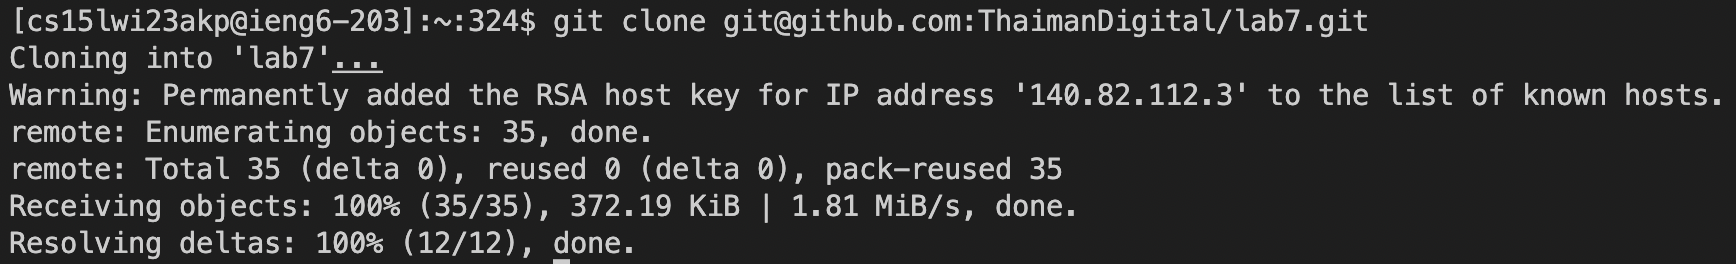 [cs15lwi23akp@ieng6-203]:~:324$ git clone git@github.com:ThaimanDigital/lab7.git
Cloning into 'lab7'...
Warning: Permanently added the RSA host key for IP address '140.82.112.3' to the list of known hosts.
remote: Enumerating objects: 35, done.
remote: Total 35 (delta 0), reused 0 (delta 0), pack-reused 35
Receiving objects: 100% (35/35), 372.19 KiB | 1.81 MiB/s, done.
Resolving deltas: 100% (12/12), done.